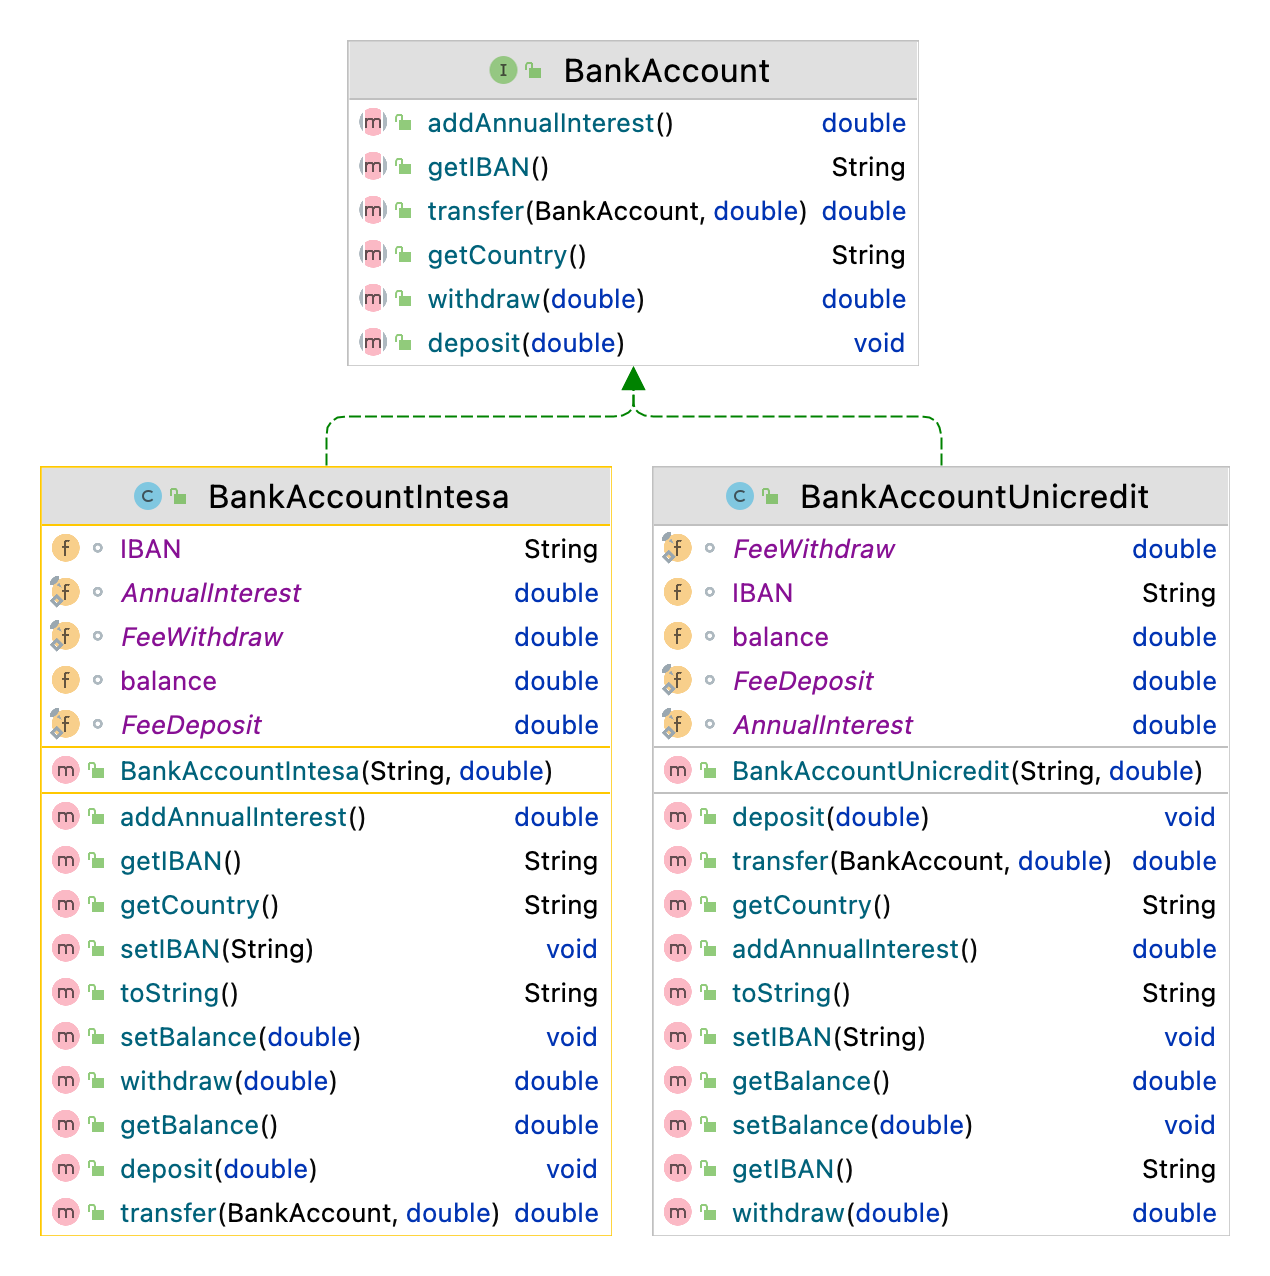 I BankAccount
m addAnnualInterest() double
m getIBAN() String
m transfer(BankAccount, double) double
m getCountry() String
m withdraw(double) double
m deposit(double) void
C BankAccountIntesa
f IBAN String
f AnnualInterest double
f FeeWithdraw double
f balance double
f FeeDeposit double
m BankAccountIntesa(String, double)
m addAnnualInterest() double
m getIBAN() String
m getCountry() String
m setIBAN(String) void
m toString() String
m setBalance(double) void
m withdraw(double) double
m getBalance() double
m deposit(double) void
m transfer(BankAccount, double) double
C BankAccountUnicredit
f FeeWithdraw double
f IBAN String
f balance double
f FeeDeposit double
f AnnualInterest double
m BankAccountUnicredit(String, double)
m deposit(double) void
m transfer(BankAccount, double) double
m getCountry() String
m addAnnualInterest() double
m toString() String
m setIBAN(String) void
m getBalance() double
m setBalance(double) void
m getIBAN() String
m withdraw(double) double